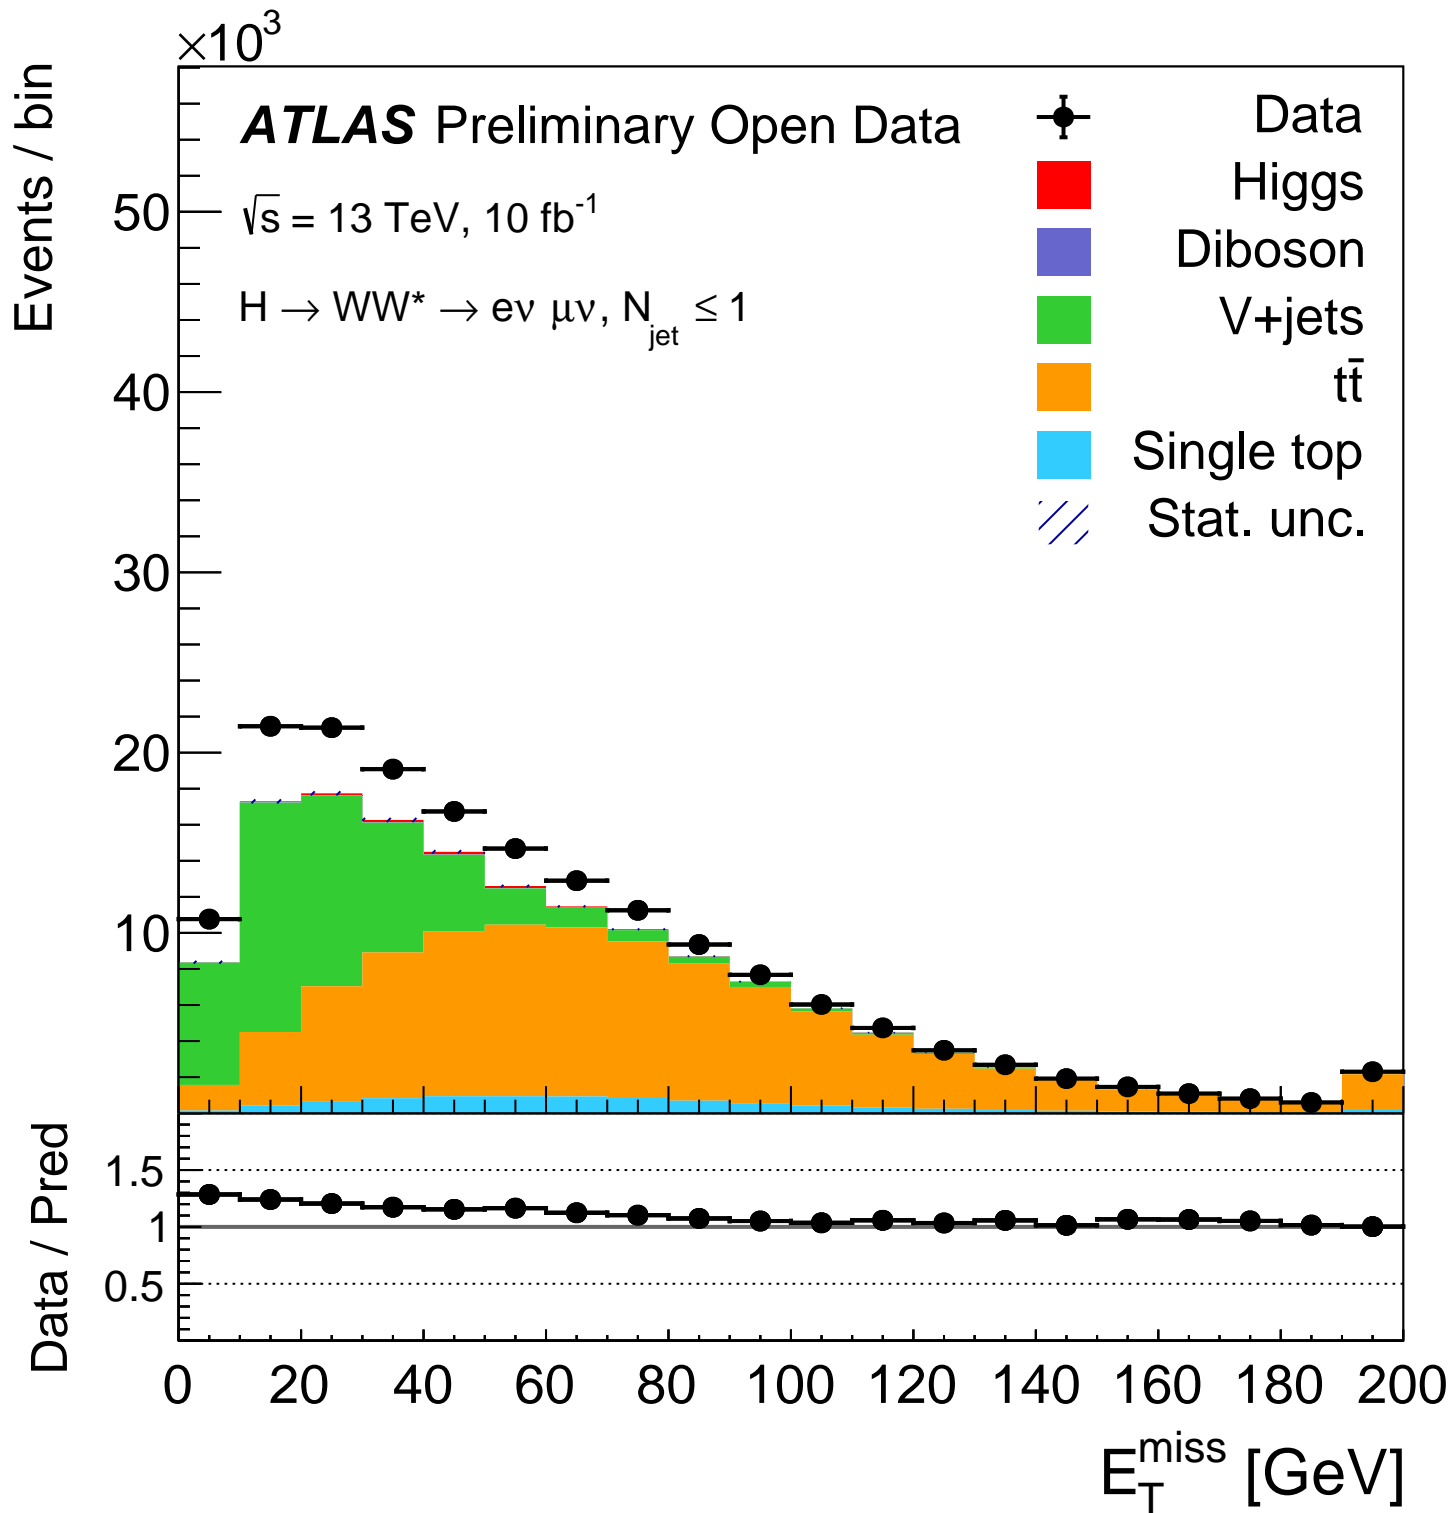 ×10³
Events / bin
50
40
30
20
10
ATLAS Preliminary Open Data
√s = 13 TeV, 10 fb⁻¹
H → WW* → eν μν, N_jet ≤ 1
Data
Higgs
Diboson
V+jets
tt̄
Single top
Stat. unc.
Data / Pred
1.5
1
0.5
0 20 40 60 80 100 120 140 160 180 200
E_T^miss [GeV]